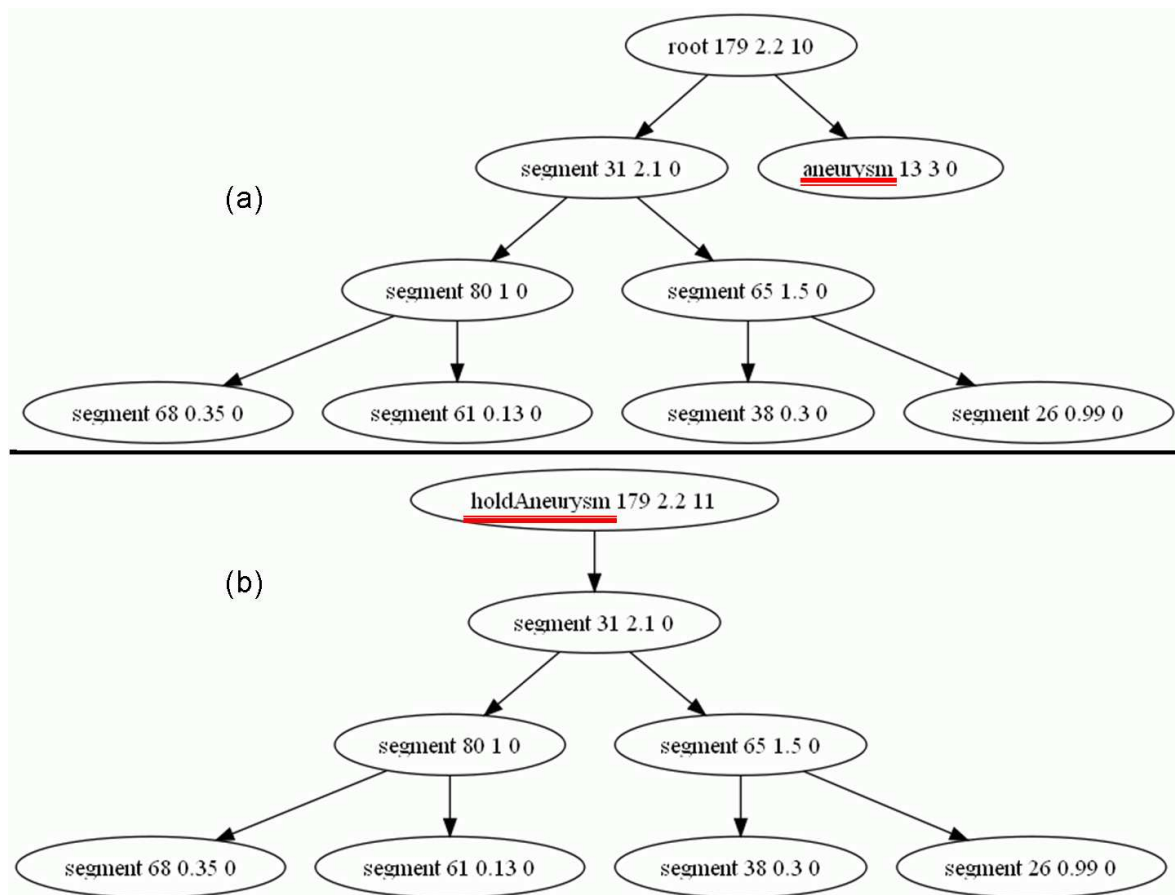 root 179 2.2 10
segment 31 2.1 0
aneurysm 13 3 0
(a)
segment 80 1 0
segment 65 1.5 0
segment 68 0.35 0
segment 61 0.13 0
segment 38 0.3 0
segment 26 0.99 0
holdAneurysm 179 2.2 11
(b)
segment 31 2.1 0
segment 80 1 0
segment 65 1.5 0
segment 68 0.35 0
segment 61 0.13 0
segment 38 0.3 0
segment 26 0.99 0